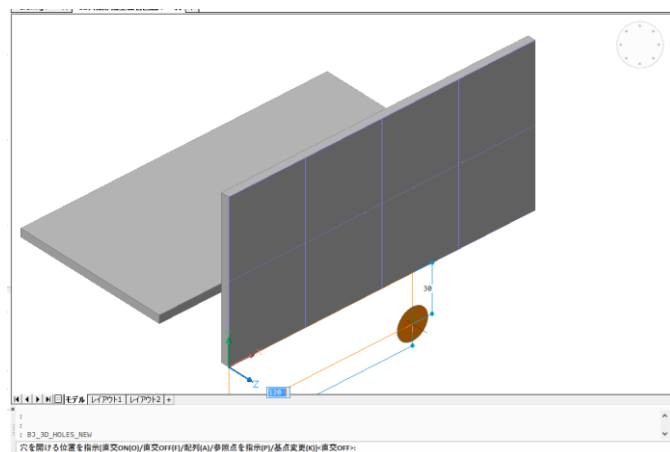 30
120
モデル レイアウト1 レイアウト2 +
:
:
: BJ_3D_HOLES_NEW
穴を開ける位置を指示[直交ON(O)/直交OFF(F)/配列(A)/参照点を指示(P)/基点変更(K)]<直交OFF>: